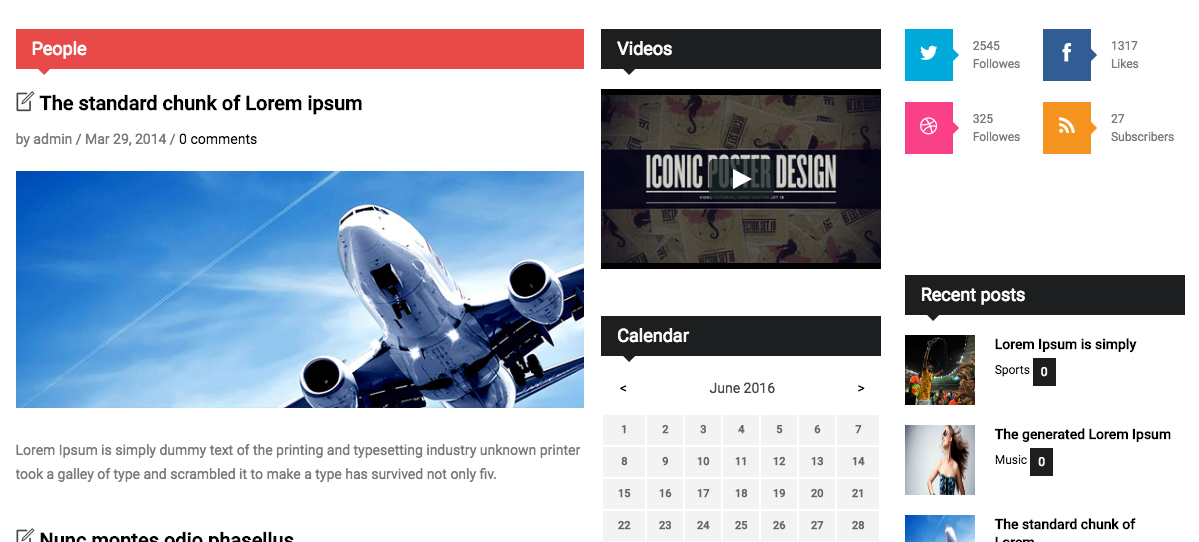 People
The standard chunk of Lorem ipsum
by admin / Mar 29, 2014 / 0 comments
Lorem Ipsum is simply dummy text of the printing and typesetting industry unknown printer
took a galley of type and scrambled it to make a type has survived not only fiv.
Nunc montes odio phasellus
Videos
ICONIC POSTER DESIGN
Calendar
< June 2016 >
1 2 3 4 5 6 7
8 9 10 11 12 13 14
15 16 17 18 19 20 21
22 23 24 25 26 27 28
2545
Followes
1317
Likes
325
Followes
27
Subscribers
Recent posts
Lorem Ipsum is simply
Sports 0
The generated Lorem Ipsum
Music 0
The standard chunk of
Lorem